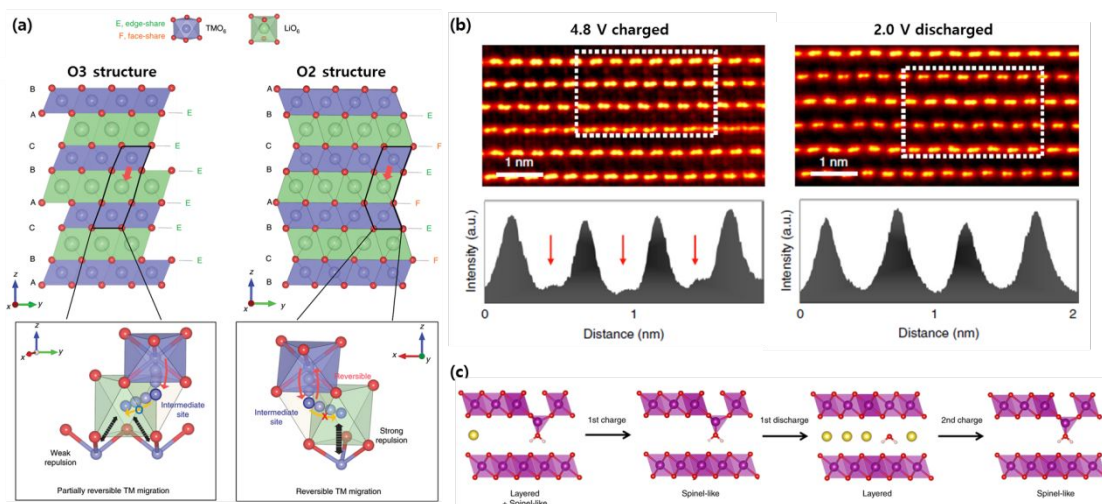 (a)
E, edge-share
F, face-share
TMO₆
LiO₆
O3 structure
O2 structure
B
A
E
C
E
B
E
A
E
B
E
C
E
A
A
B
E
C
F
B
E
A
F
B
E
C
F
A
B
z
x
y
z
x
y
z
x
y
Intermediate
site
Weak
repulsion
Partially reversible TM migration
z
x
y
Reversible
Intermediate
site
Strong
repulsion
Reversible TM migration
(b)
4.8 V charged
2.0 V discharged
1 nm
1 nm
Intensity (a.u.)
0
1
Distance (nm)
Intensity (a.u.)
0
1
2
Distance (nm)
(c)
1st charge
1st discharge
2nd charge
Layered
+ Spinel-like
Spinel-like
Layered
Spinel-like